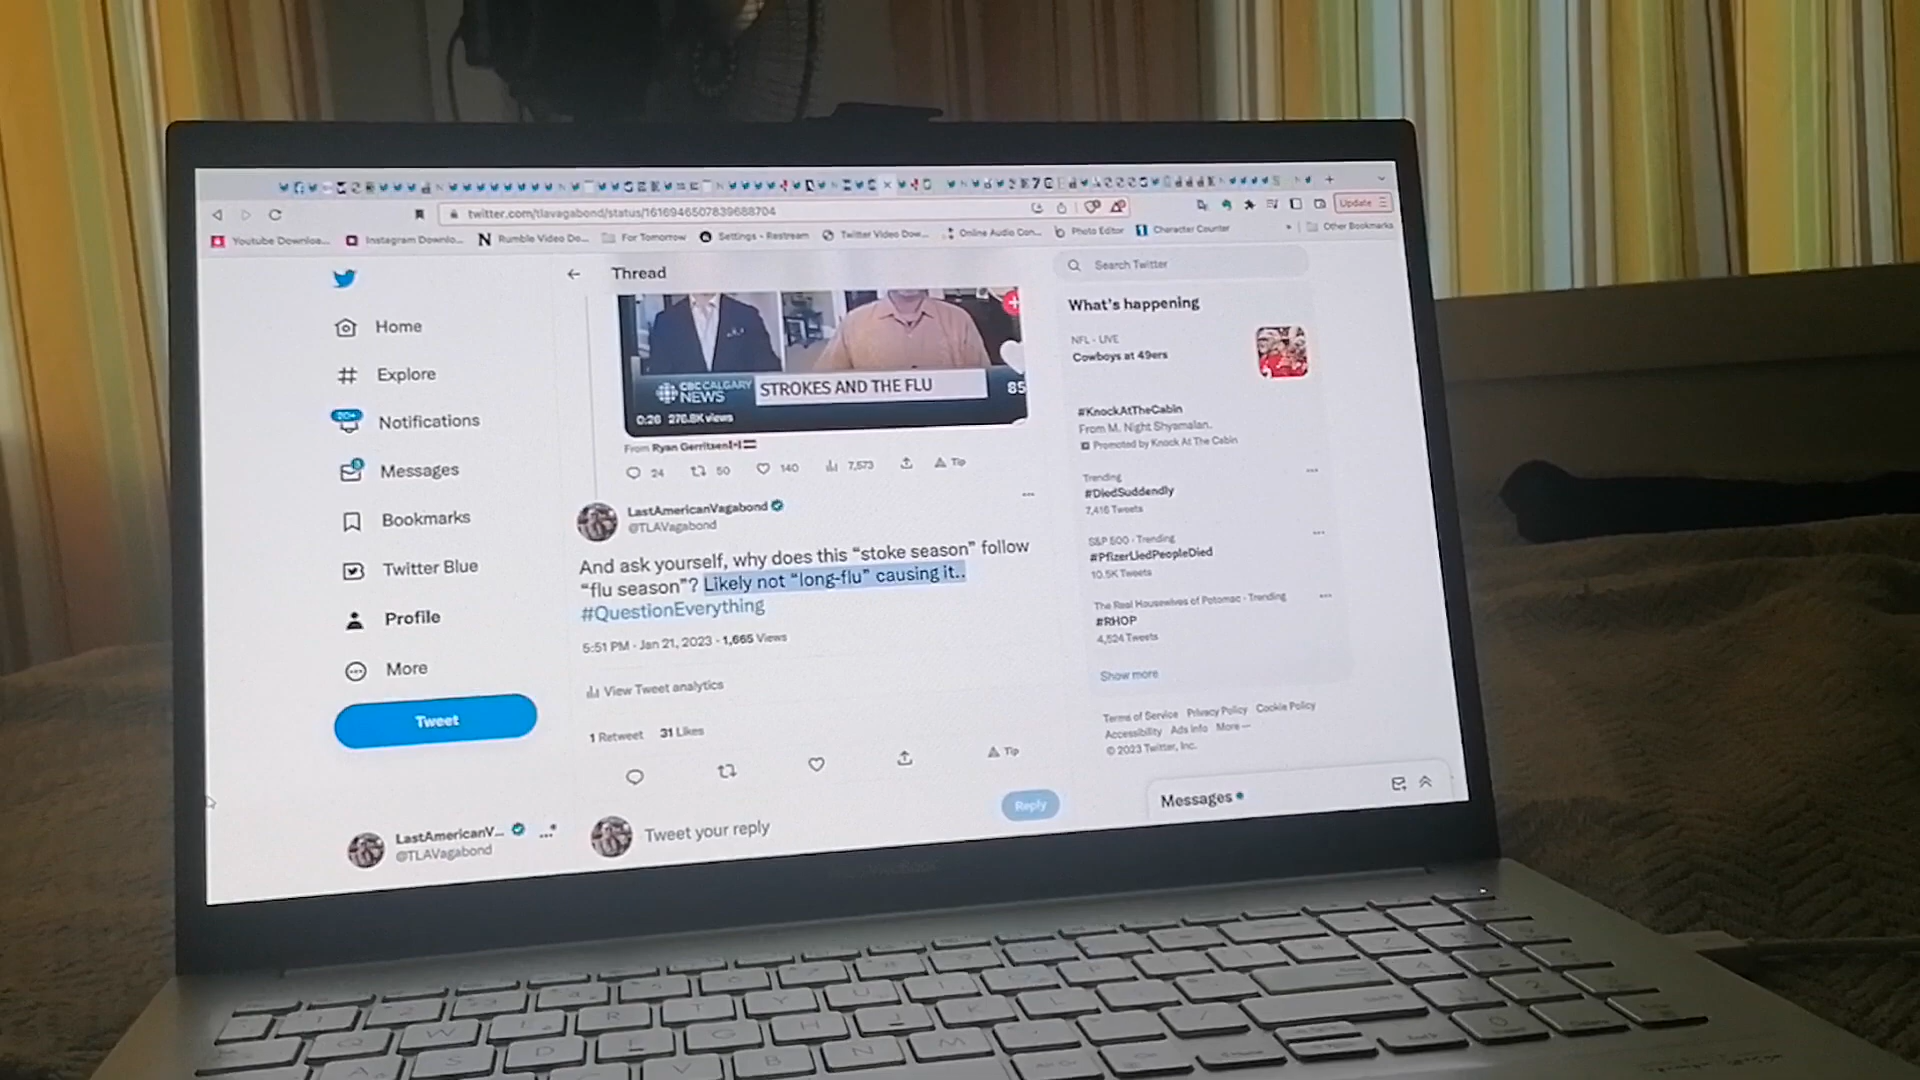 twitter.com/tlavagabond/status/1616946507839688704
Update
Youtube Downloa...
Instagram Downlo...
Rumble Video Do...
For Tomorrow
Settings - Restream
Twitter Video Dow...
Online Audio Con...
Photo Editor
Character Counter
Other Bookmarks
Home
Explore
20+
Notifications
Messages
Bookmarks
Twitter Blue
Profile
More
Tweet
LastAmericanV...
@TLAVagabond
Thread
CBC CALGARY
NEWS
STROKES AND THE FLU
85
0:26 276.8K views
From Ryan Gerritsen
24 50 140 7,573 Tip
LastAmericanVagabond
@TLAVagabond
And ask yourself, why does this “stoke season” follow
“flu season”? Likely not “long-flu” causing it..
#QuestionEverything
5:51 PM · Jan 21, 2023 · 1,665 Views
View Tweet analytics
1 Retweet 31 Likes
Tip
Tweet your reply
Reply
Search Twitter
What's happening
NFL · LIVE
Cowboys at 49ers
#KnockAtTheCabin
From M. Night Shyamalan.
Promoted by Knock At The Cabin
Trending
#DiedSuddendly
7,416 Tweets
S&P 500 · Trending
#PfizerLiedPeopleDied
10.5K Tweets
The Real Housewives of Potomac · Trending
#RHOP
4,524 Tweets
Show more
Terms of Service Privacy Policy Cookie Policy
Accessibility Ads info More ···
© 2023 Twitter, Inc.
Messages